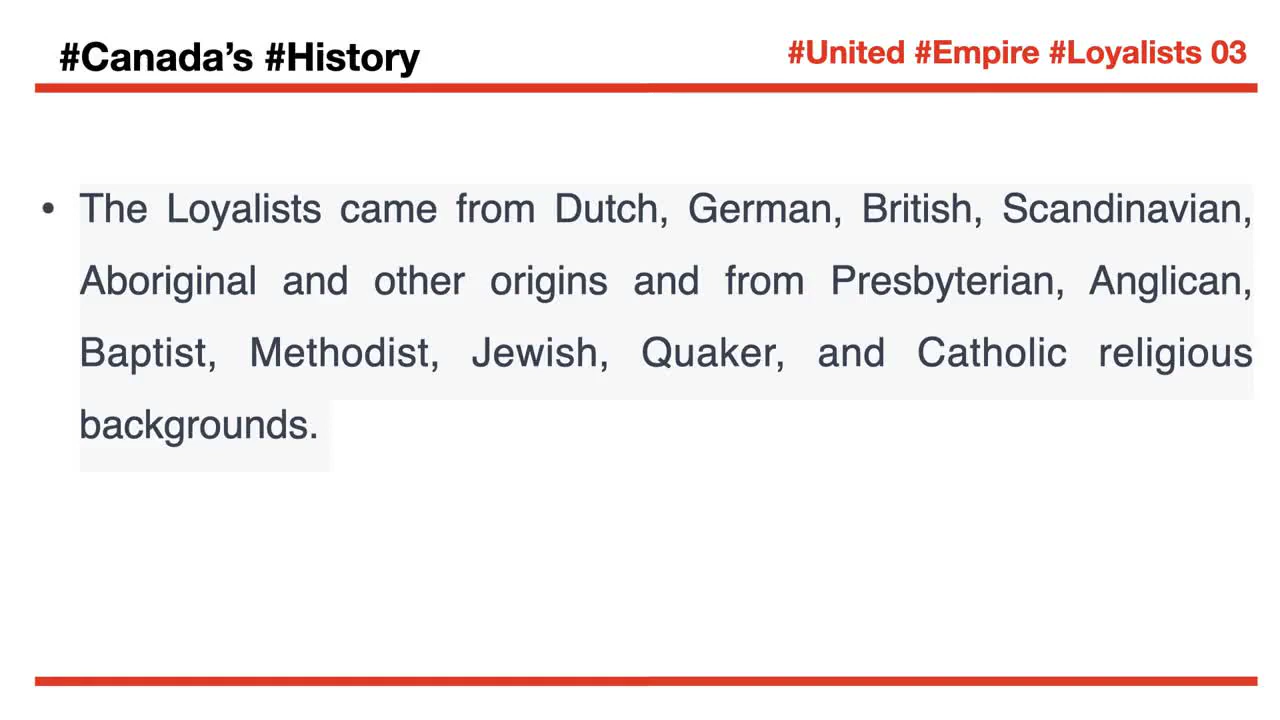 #Canada’s #History
#United #Empire #Loyalists 03
• The Loyalists came from Dutch, German, British, Scandinavian,
Aboriginal and other origins and from Presbyterian, Anglican,
Baptist, Methodist, Jewish, Quaker, and Catholic religious
backgrounds.